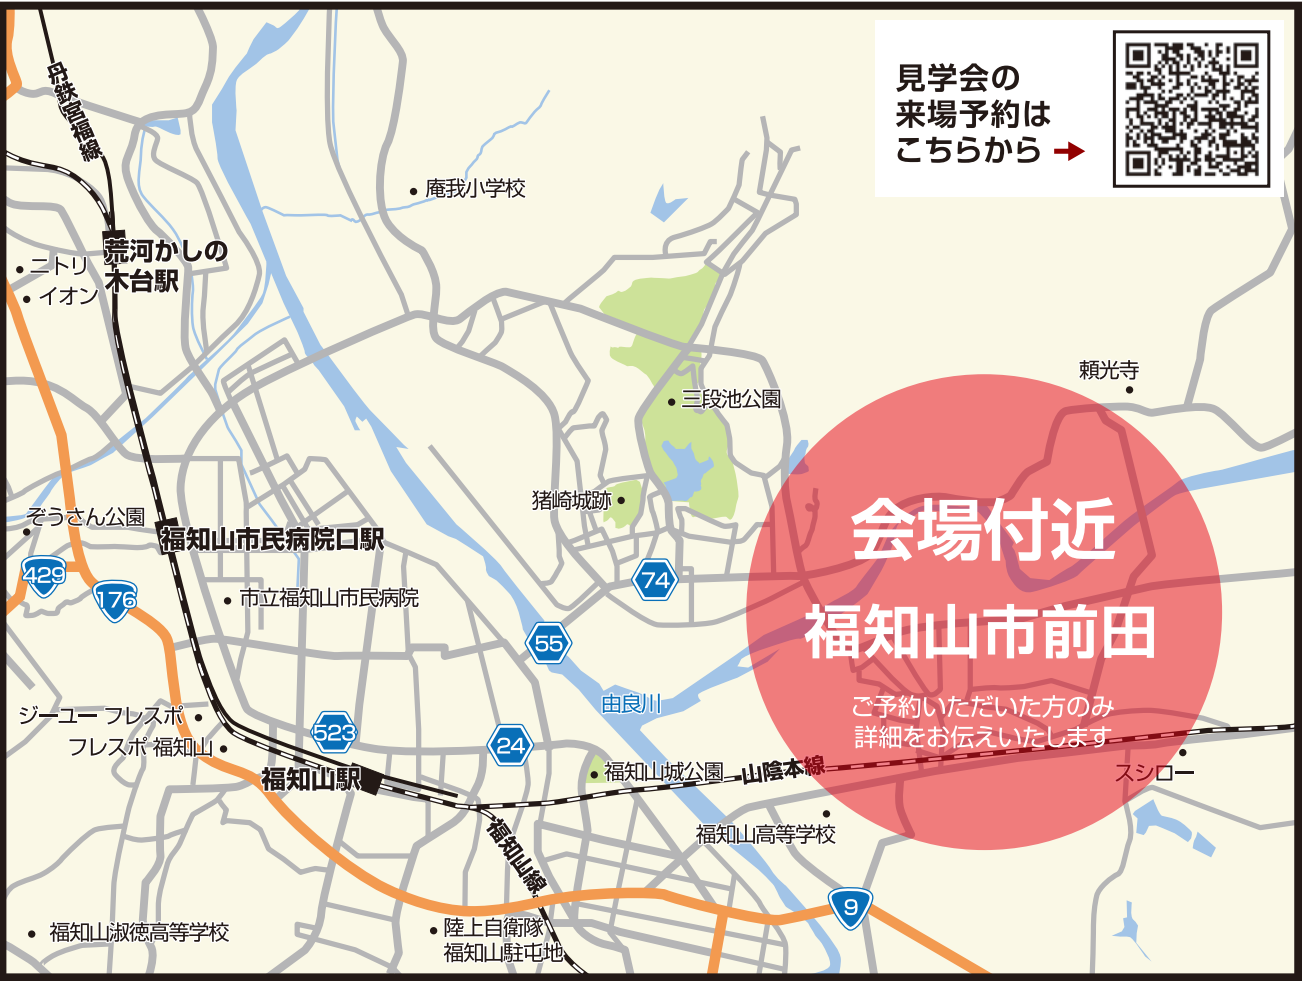 見学会の
来場予約は
こちらから
丹鉄宮福線
庵我小学校
荒河かしの
木台駅
ニトリ
イオン
頼光寺
三段池公園
猪崎城跡
ぞうさん公園
福知山市民病院口駅
会場付近
429
176
74
市立福知山市民病院
福知山市前田
55
由良川
ご予約いただいた方のみ
詳細をお伝えいたします
ジーユー フレスポ
523
24
フレスポ 福知山
福知山駅
福知山城公園
山陰本線
スシロー
福知山線
福知山高等学校
9
福知山淑徳高等学校
陸上自衛隊
福知山駐屯地